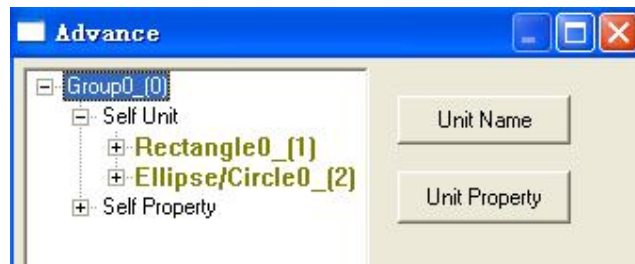 Advance
Group0_(0)
Self Unit
Rectangle0_(1)
Ellipse/Circle0_(2)
Self Property
Unit Name
Unit Property